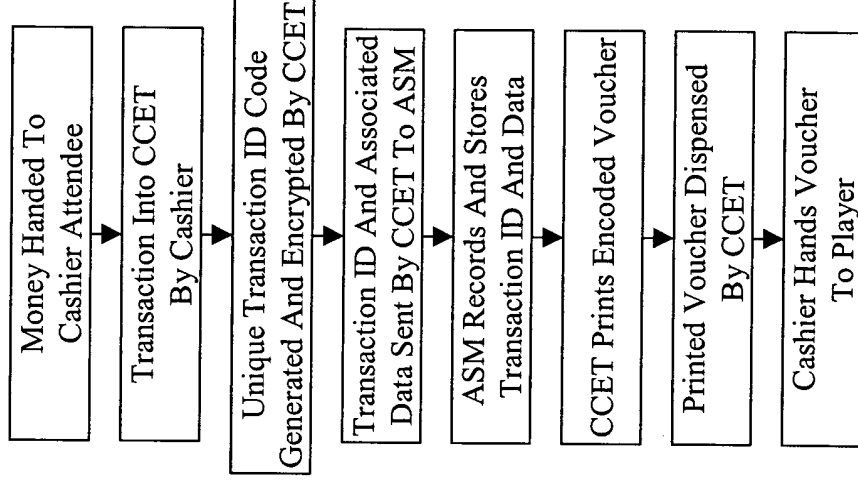 Money Handed To
Cashier Attendee
Transaction Into CCET
By Cashier
Unique Transaction ID Code
Generated And Encrypted By CCET
Transaction ID And Associated
Data Sent By CCET To ASM
ASM Records And Stores
Transaction ID And Data
CCET Prints Encoded Voucher
Printed Voucher Dispensed
By CCET
Cashier Hands Voucher
To Player